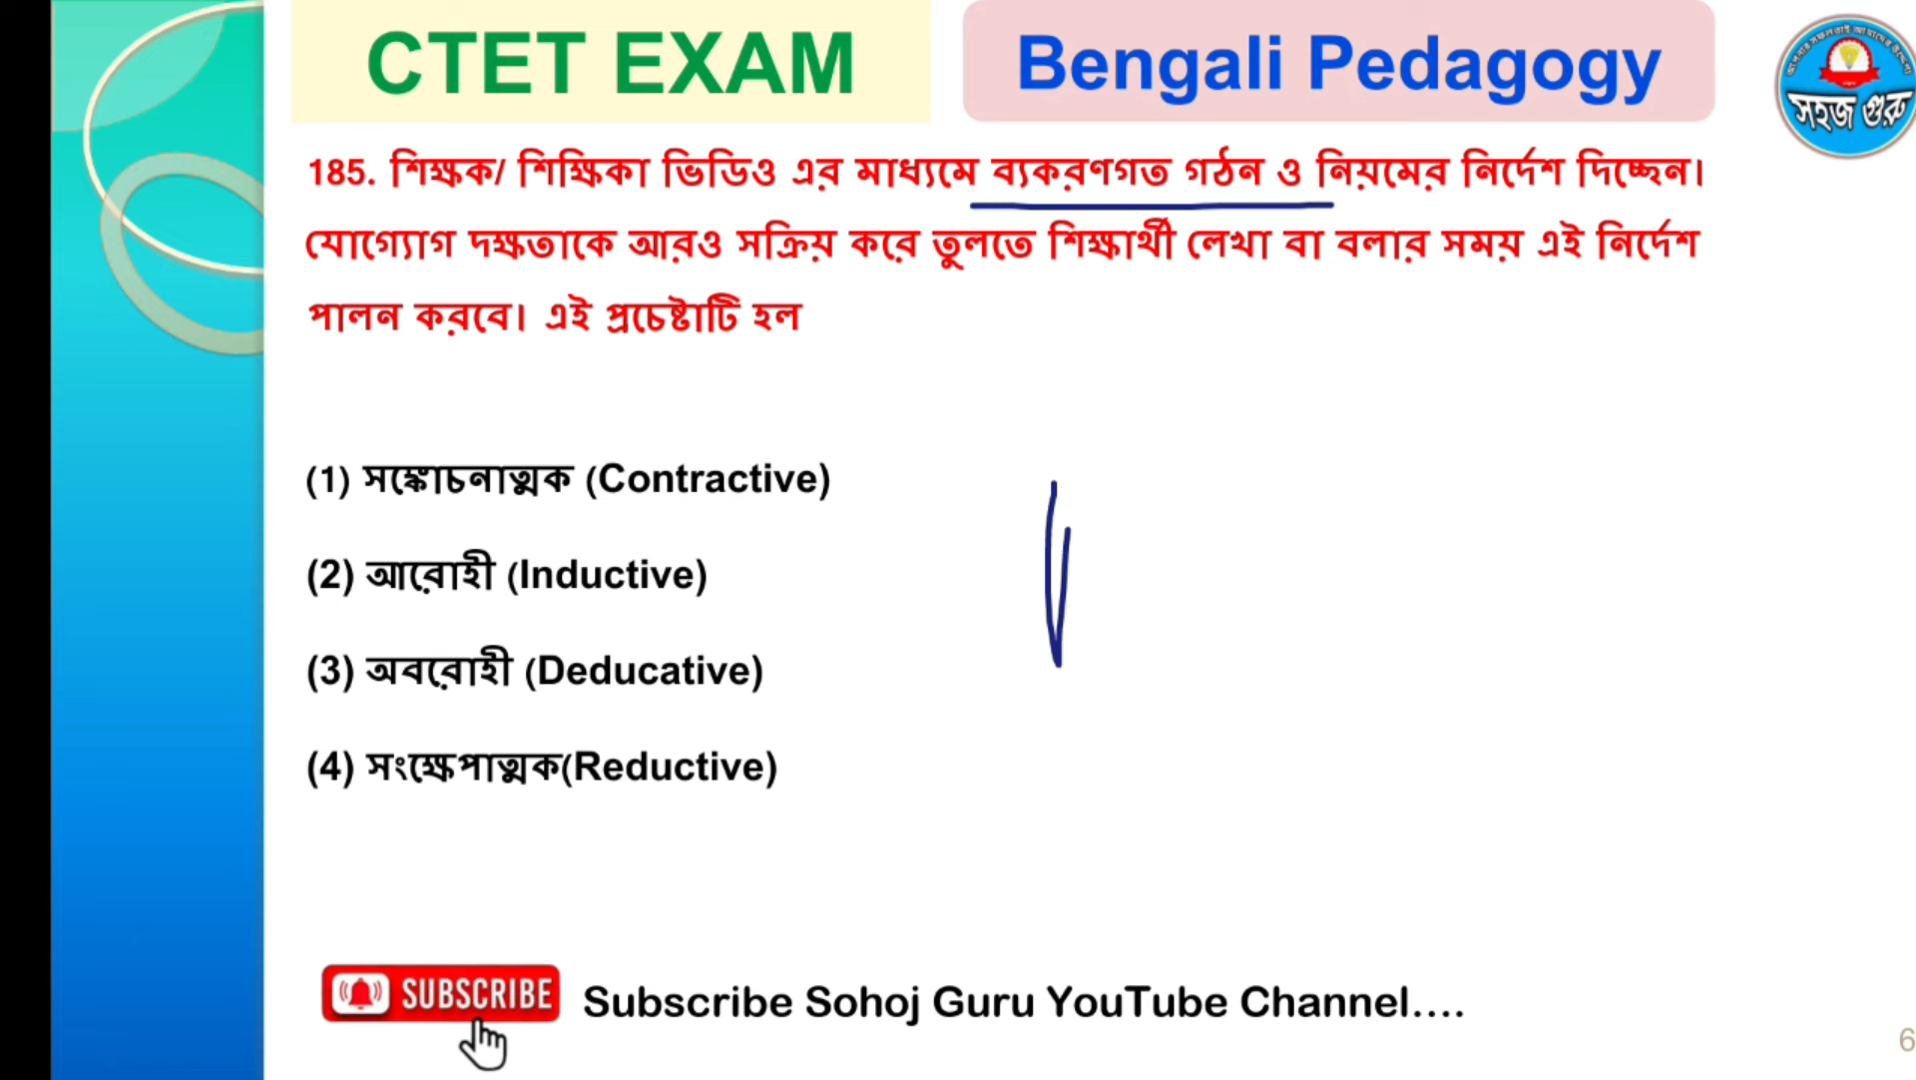 CTET EXAM
Bengali Pedagogy
সহজ গুরু
185. শিক্ষক/ শিক্ষিকা ভিডিও এর মাধ্যমে ব্যকরণগত গঠন ও নিয়মের নির্দেশ দিচ্ছেন।
যোগ্যোগ দক্ষতাকে আরও সক্রিয় করে তুলতে শিক্ষার্থী লেখা বা বলার সময় এই নির্দেশ
পালন করবে। এই প্রচেষ্টাটি হল
(1) সঙ্কোচনাত্মক (Contractive)
(2) আরোহী (Inductive)
(3) অবরোহী (Deducative)
(4) সংক্ষেপাত্মক(Reductive)
SUBSCRIBE
Subscribe Sohoj Guru YouTube Channel....
6